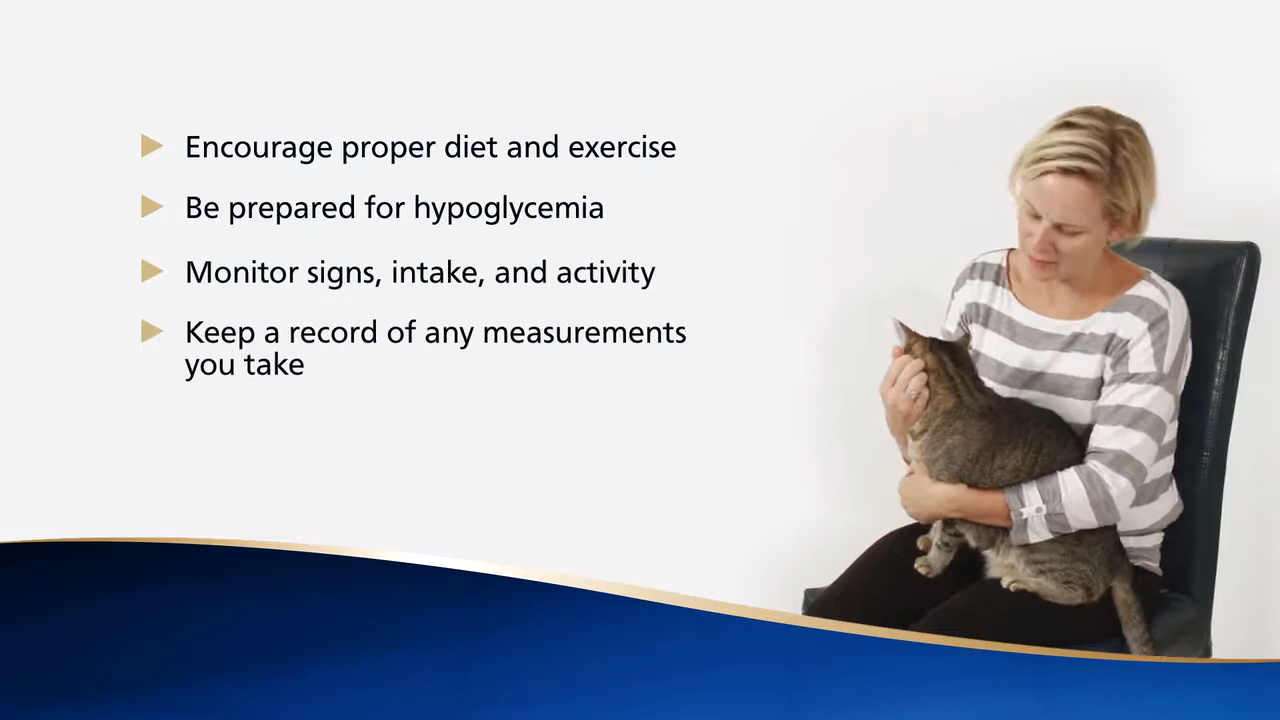 Encourage proper diet and exercise
Be prepared for hypoglycemia
Monitor signs, intake, and activity
Keep a record of any measurements
you take